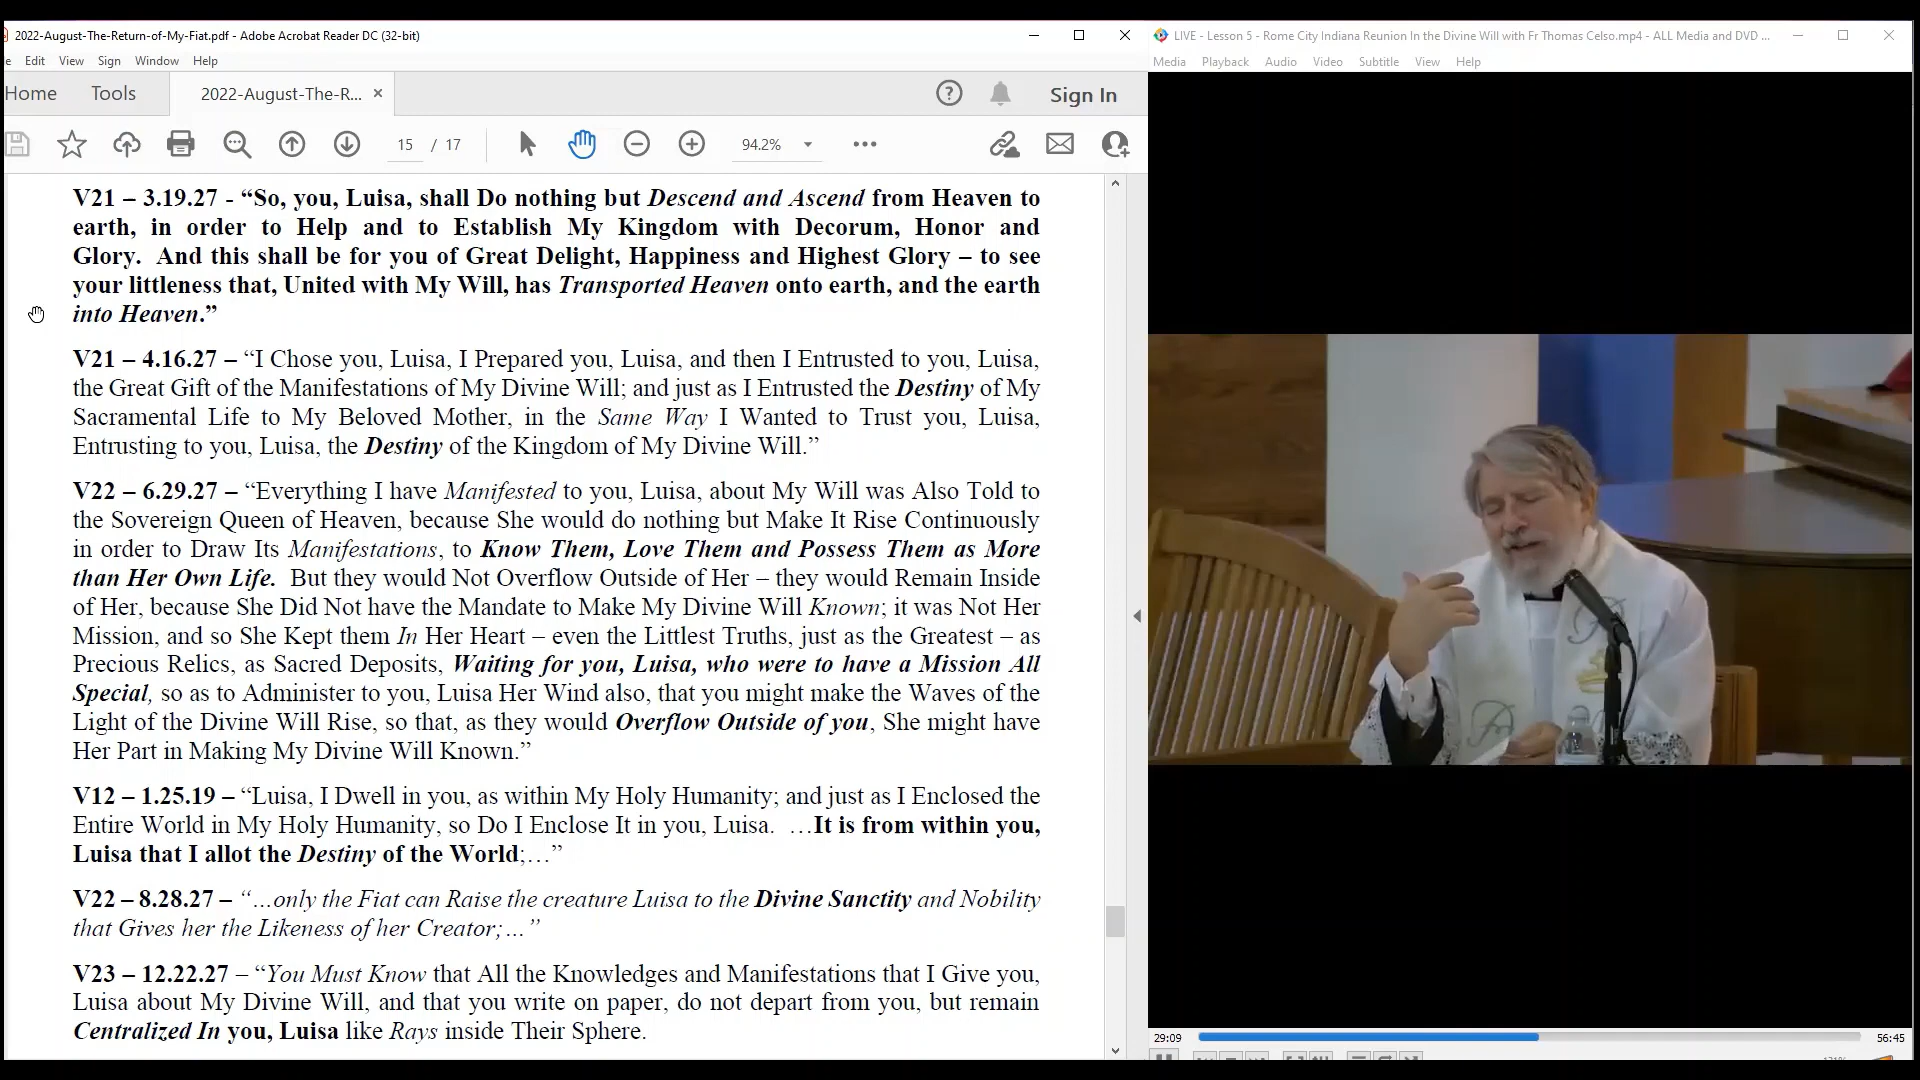 2022-August-The-Return-of-My-Fiat.pdf - Adobe Acrobat Reader DC (32-bit)
Edit View Sign Window Help
Home Tools 2022-August-The-R... × Sign In
15 / 17 94.2%
V21 – 3.19.27 - “So, you, Luisa, shall Do nothing but Descend and Ascend from Heaven to
earth, in order to Help and to Establish My Kingdom with Decorum, Honor and
Glory. And this shall be for you of Great Delight, Happiness and Highest Glory – to see
your littleness that, United with My Will, has Transported Heaven onto earth, and the earth
into Heaven.”
V21 – 4.16.27 – “I Chose you, Luisa, I Prepared you, Luisa, and then I Entrusted to you, Luisa,
the Great Gift of the Manifestations of My Divine Will; and just as I Entrusted the Destiny of My
Sacramental Life to My Beloved Mother, in the Same Way I Wanted to Trust you, Luisa,
Entrusting to you, Luisa, the Destiny of the Kingdom of My Divine Will.”
V22 – 6.29.27 – “Everything I have Manifested to you, Luisa, about My Will was Also Told to
the Sovereign Queen of Heaven, because She would do nothing but Make It Rise Continuously
in order to Draw Its Manifestations, to Know Them, Love Them and Possess Them as More
than Her Own Life. But they would Not Overflow Outside of Her – they would Remain Inside
of Her, because She Did Not have the Mandate to Make My Divine Will Known; it was Not Her
Mission, and so She Kept them In Her Heart – even the Littlest Truths, just as the Greatest – as
Precious Relics, as Sacred Deposits, Waiting for you, Luisa, who were to have a Mission All
Special, so as to Administer to you, Luisa Her Wind also, that you might make the Waves of the
Light of the Divine Will Rise, so that, as they would Overflow Outside of you, She might have
Her Part in Making My Divine Will Known.”
V12 – 1.25.19 – “Luisa, I Dwell in you, as within My Holy Humanity; and just as I Enclosed the
Entire World in My Holy Humanity, so Do I Enclose It in you, Luisa. …It is from within you,
Luisa that I allot the Destiny of the World;…”
V22 – 8.28.27 – “…only the Fiat can Raise the creature Luisa to the Divine Sanctity and Nobility
that Gives her the Likeness of her Creator;…”
V23 – 12.22.27 – “You Must Know that All the Knowledges and Manifestations that I Give you,
Luisa about My Divine Will, and that you write on paper, do not depart from you, but remain
Centralized In you, Luisa like Rays inside Their Sphere.
LIVE - Lesson 5 - Rome City Indiana Reunion In the Divine Will with Fr Thomas Celso.mp4 - ALL Media and DVD ...
Media Playback Audio Video Subtitle View Help
29:09 56:45